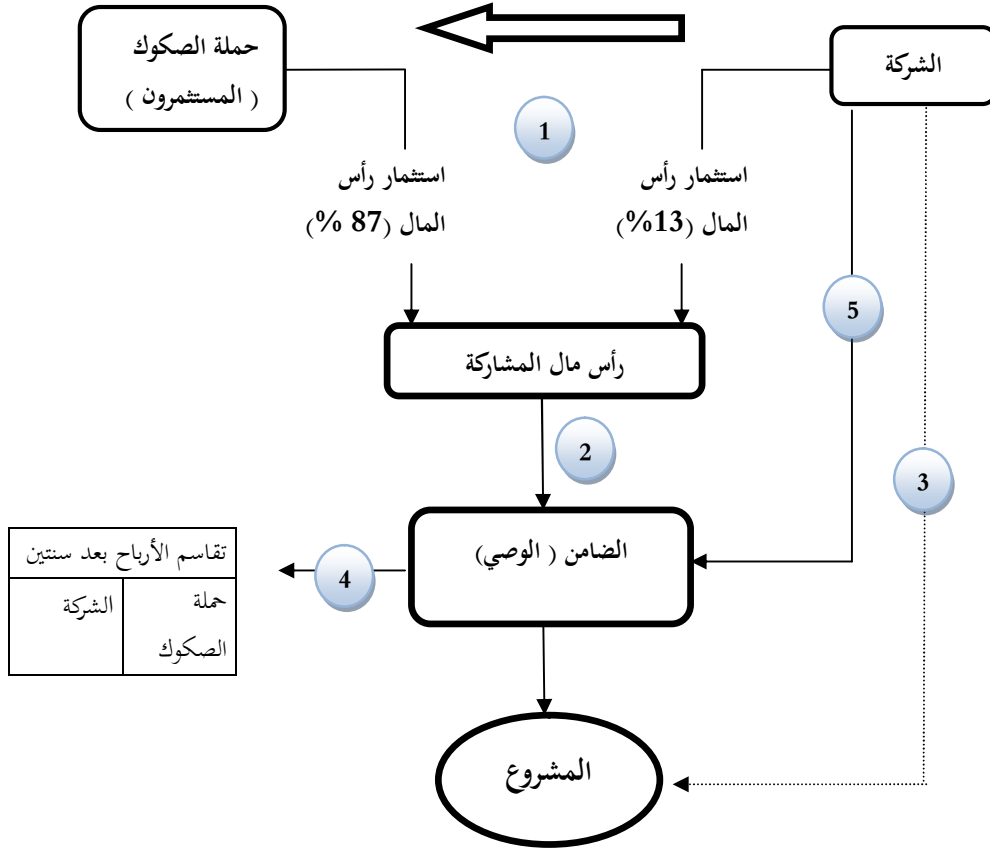 الشركة
حملة الصكوك
( المستثمرون )
1
استثمار رأس
المال (13%)
استثمار رأس
المال (87 %)
5
رأس مال المشاركة
2
3
الضامن ( الوصي)
4
تقاسم الأرباح بعد سنتين
حملة
الصكوك
الشركة
المشروع